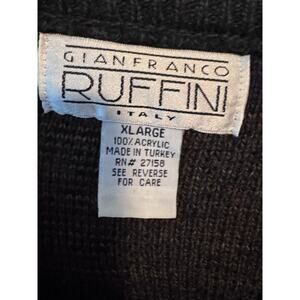 GIANFRANCO
RUFFINI
ITALY
XLARGE
100% ACRYLIC
MADE IN TURKEY
RN# 27158
SEE REVERSE
FOR CARE